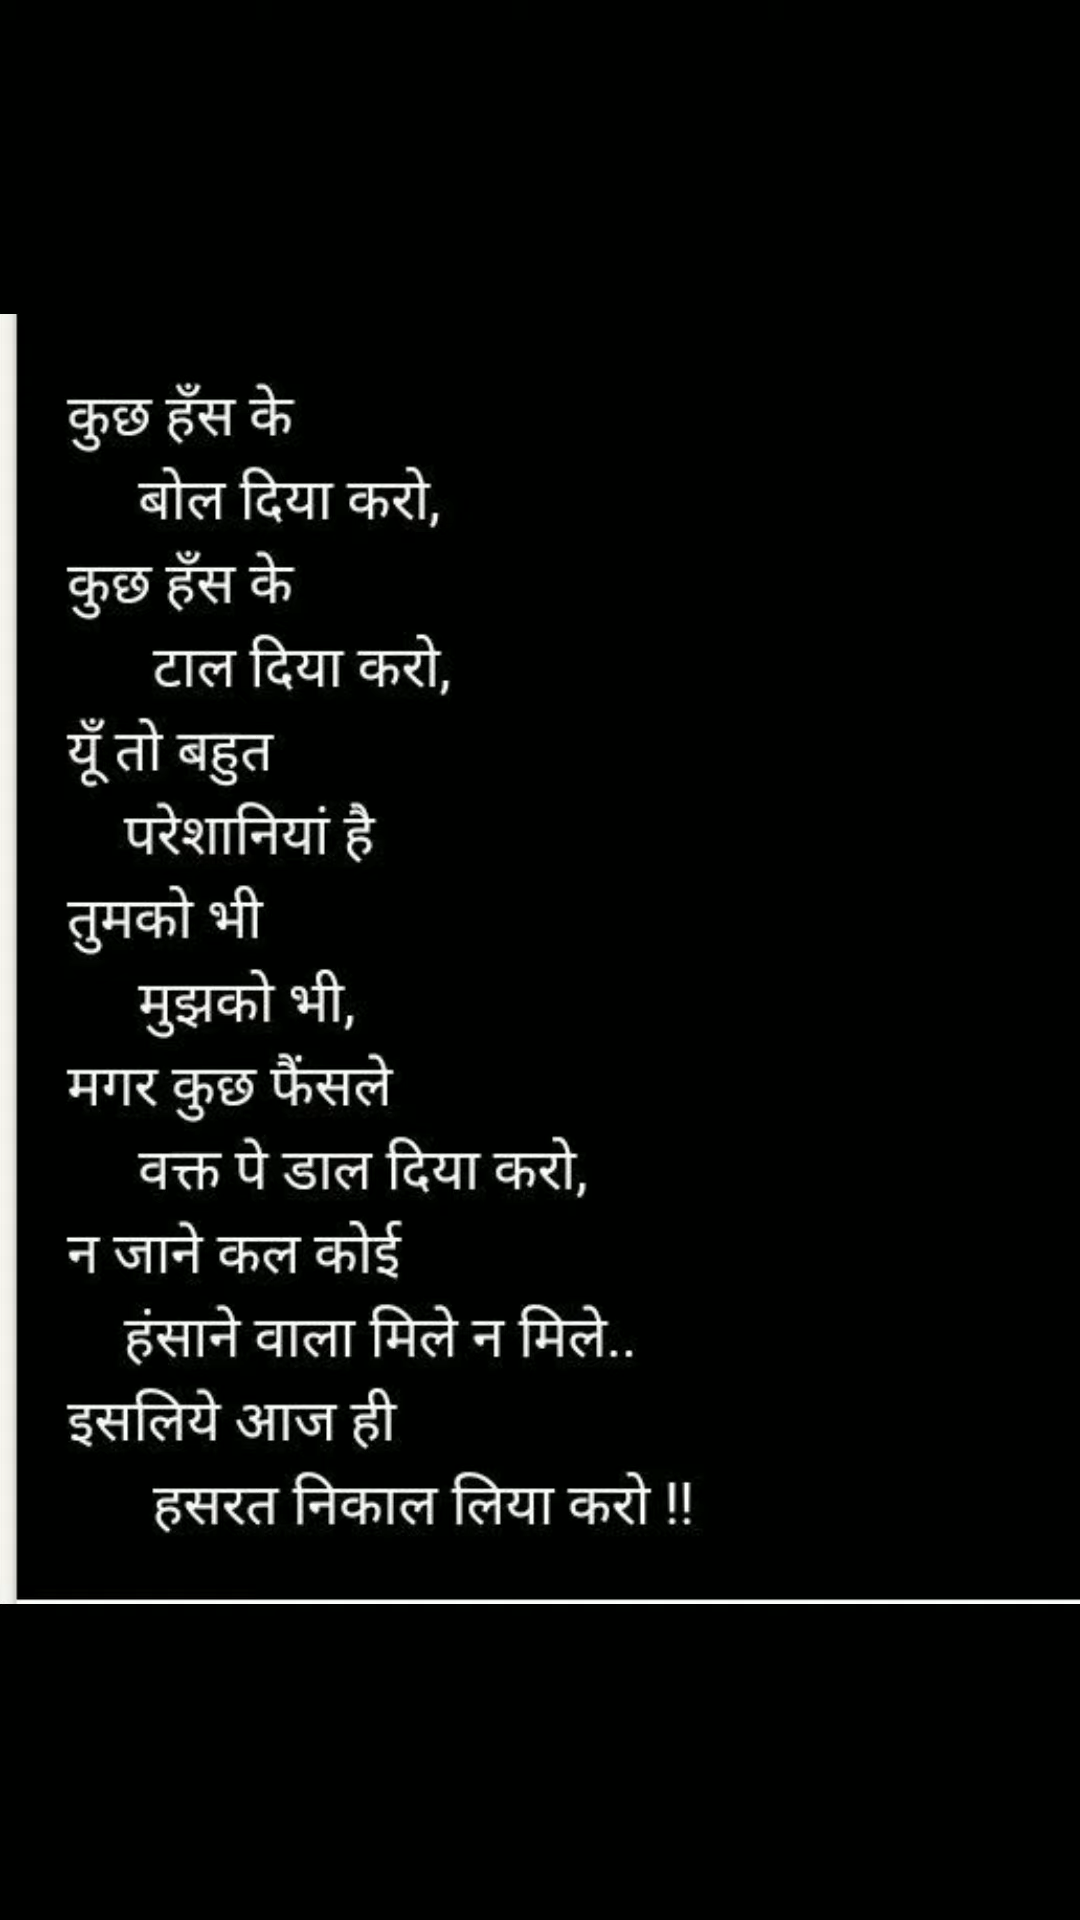 कुछ हँस के
बोल दिया करो,
कुछ हँस के
टाल दिया करो,
यूँ तो बहुत
परेशानियां है
तुमको भी
मुझको भी,
मगर कुछ फैंसले
वक्त पे डाल दिया करो,
न जाने कल कोई
हंसाने वाला मिले न मिले..
इसलिये आज ही
हसरत निकाल लिया करो !!